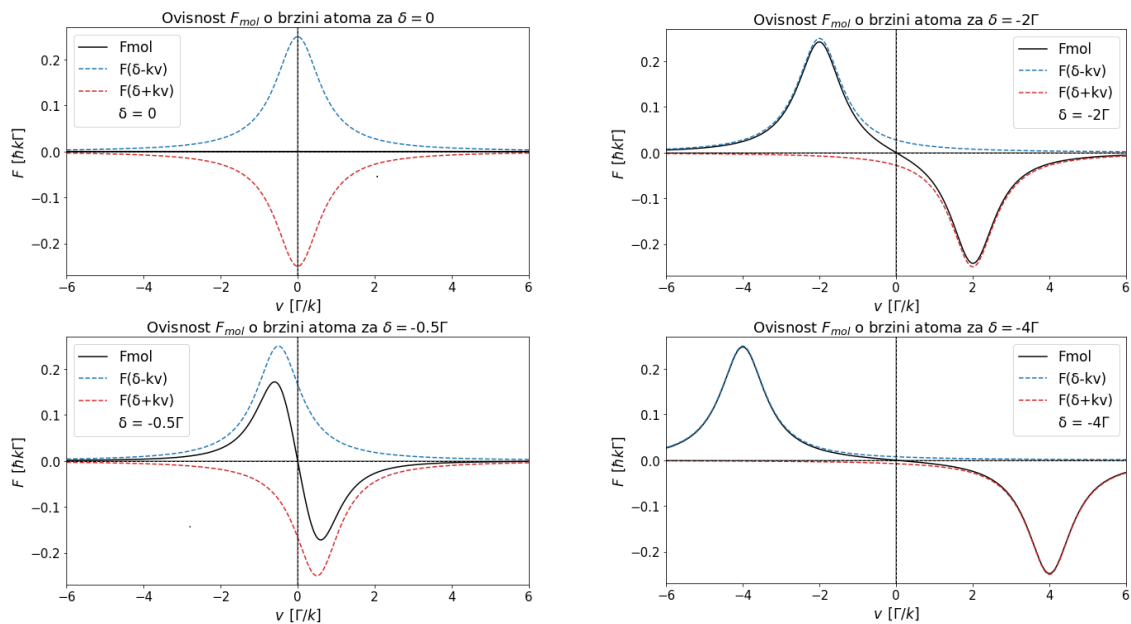 Ovisnost F_mol o brzini atoma za δ = 0
Fmol
F(δ-kv)
F(δ+kv)
δ = 0
F [ℏkΓ]
0.2
0.1
0.0
−0.1
−0.2
−6 −4 −2 0 2 4 6
v [Γ/k]
Ovisnost F_mol o brzini atoma za δ = -2Γ
Fmol
F(δ-kv)
F(δ+kv)
δ = -2Γ
F [ℏkΓ]
0.2
0.1
0.0
−0.1
−0.2
−6 −4 −2 0 2 4 6
v [Γ/k]
Ovisnost F_mol o brzini atoma za δ = -0.5Γ
Fmol
F(δ-kv)
F(δ+kv)
δ = -0.5Γ
F [ℏkΓ]
0.2
0.1
0.0
−0.1
−0.2
−6 −4 −2 0 2 4 6
v [Γ/k]
Ovisnost F_mol o brzini atoma za δ = -4Γ
Fmol
F(δ-kv)
F(δ+kv)
δ = -4Γ
F [ℏkΓ]
0.2
0.1
0.0
−0.1
−0.2
−6 −4 −2 0 2 4 6
v [Γ/k]